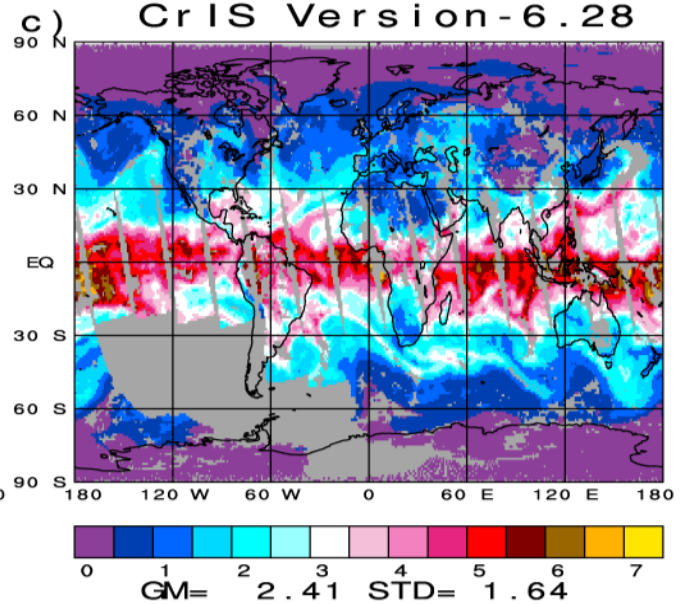 c) CrIS Version-6.28
90 N
60 N
30 N
EQ
30 S
60 S
90 S
180 120 W 60 W 0 60 E 120 E 180
0 1 2 3 4 5 6 7
GM= 2.41 STD= 1.64